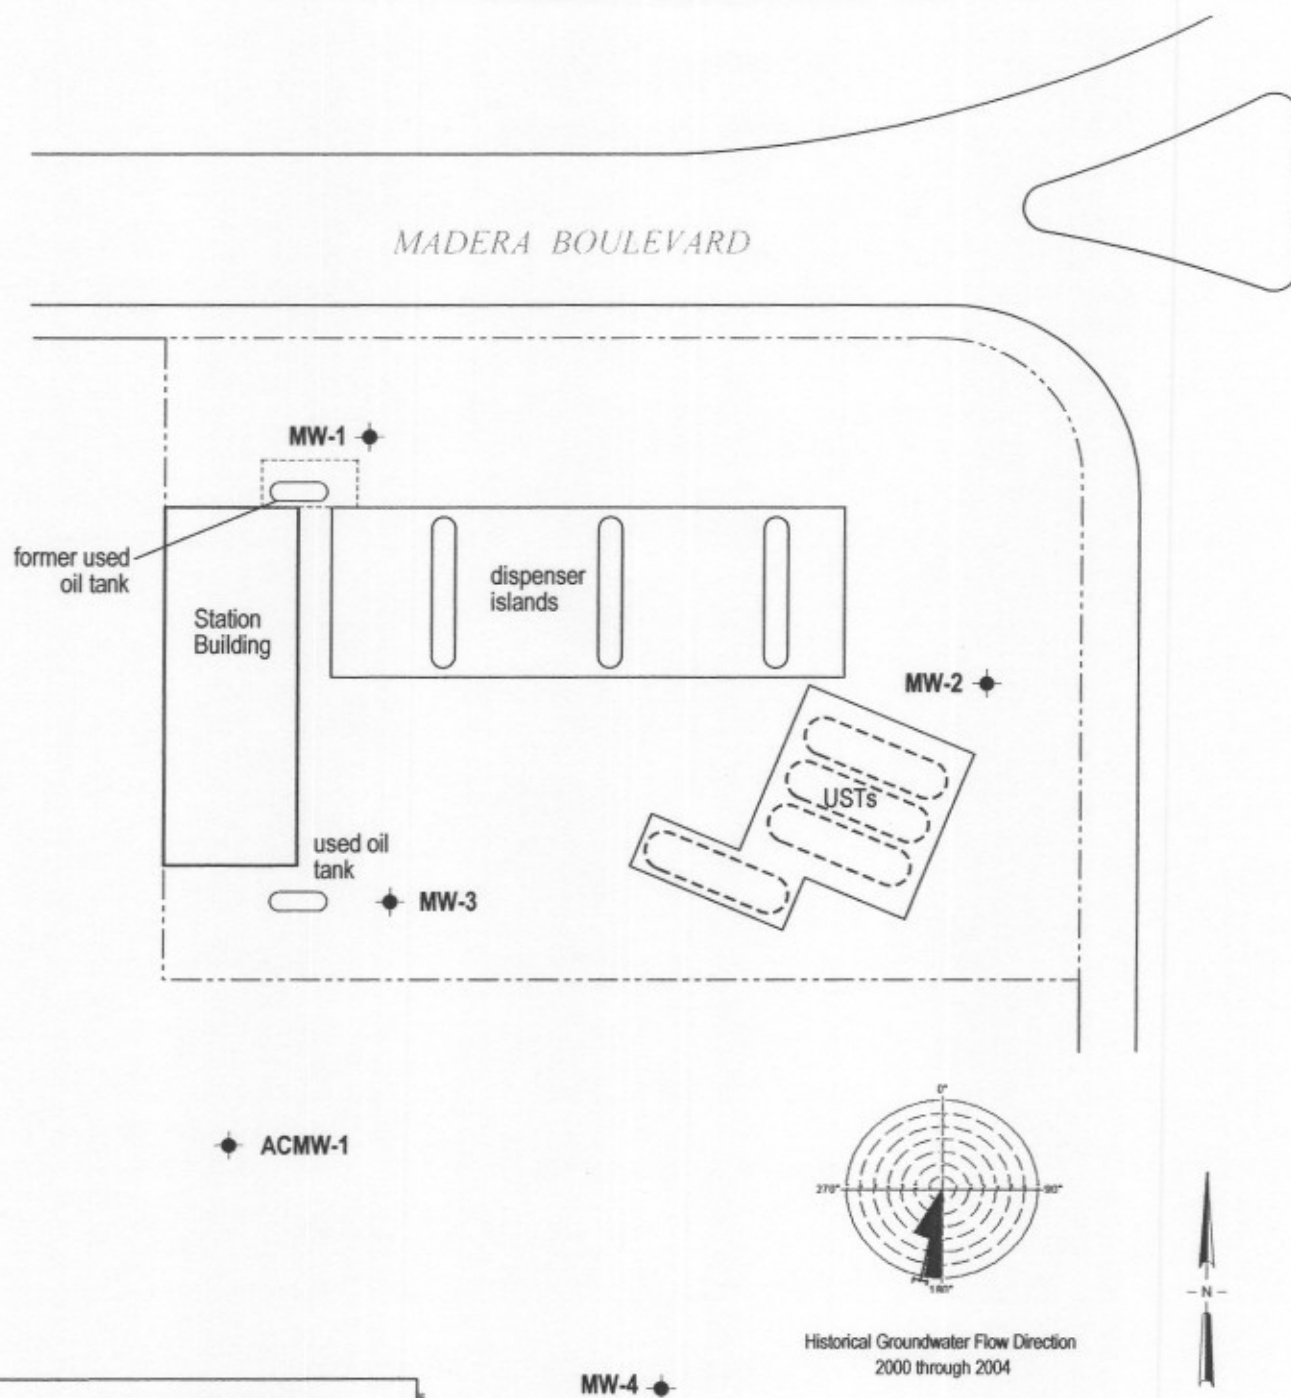 MADERA BOULEVARD
MW-1
former used
oil tank
Station
Building
dispenser
islands
MW-2
USTs
used oil
tank
MW-3
ACMW-1
0°
270°
90°
180°
Historical Groundwater Flow Direction
2000 through 2004
N
MW-4